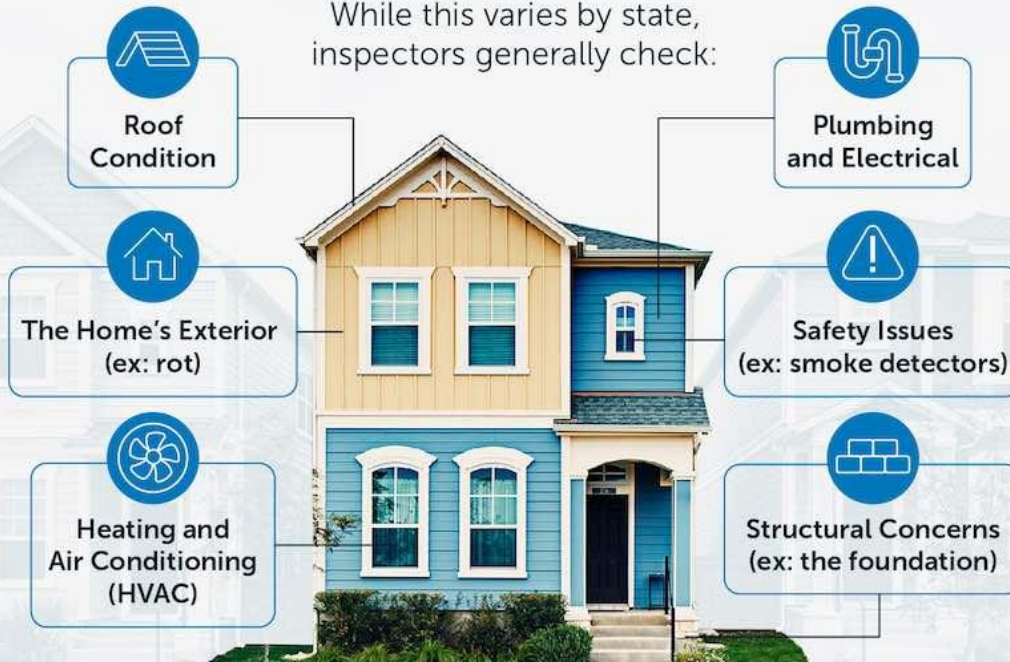 While this varies by state,
inspectors generally check:
Roof
Condition
Plumbing
and Electrical
The Home's Exterior
(ex: rot)
Safety Issues
(ex: smoke detectors)
Heating and
Air Conditioning
(HVAC)
Structural Concerns
(ex: the foundation)